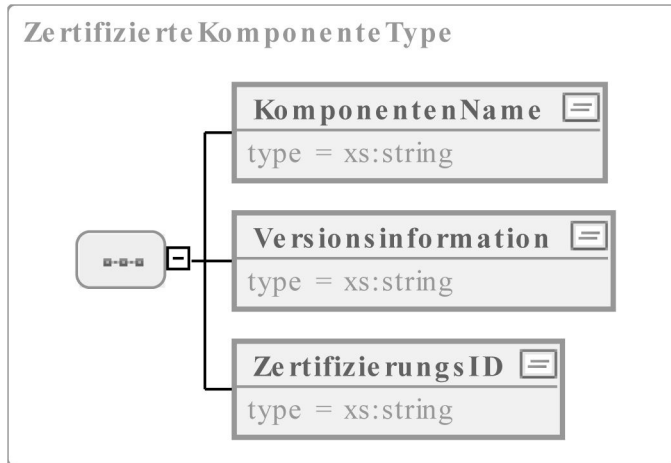 ZertifizierteKomponenteType
KomponentenName
type = xs:string
Versionsinformation
type = xs:string
ZertifizierungsID
type = xs:string